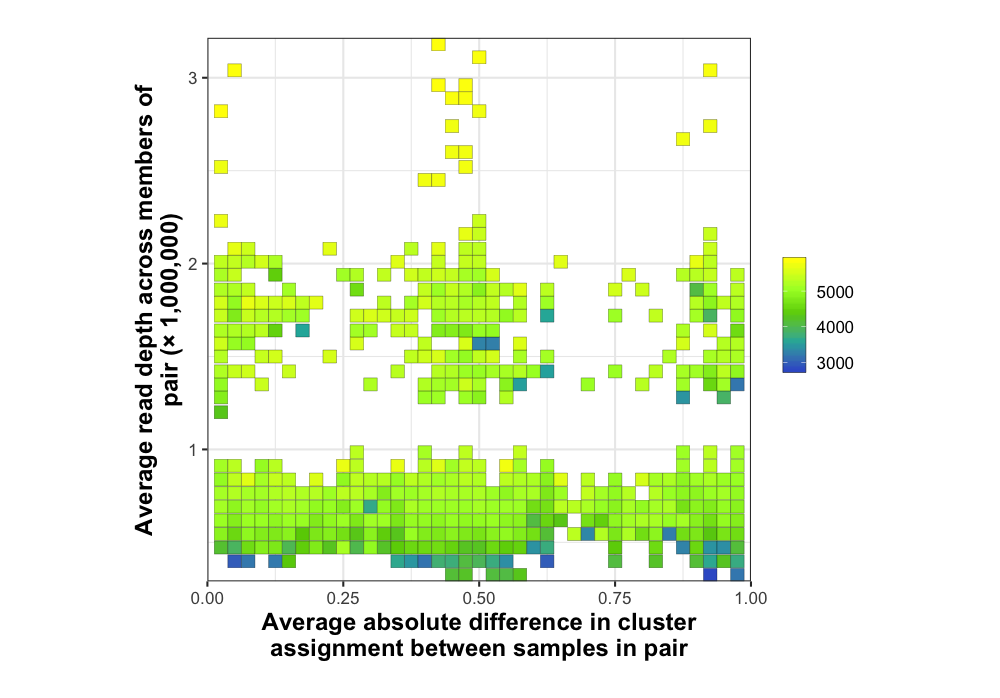 Average read depth across members of
pair (× 1,000,000)
3
2
1
0.00
0.25
0.50
0.75
1.00
Average absolute difference in cluster
assignment between samples in pair
5000
4000
3000